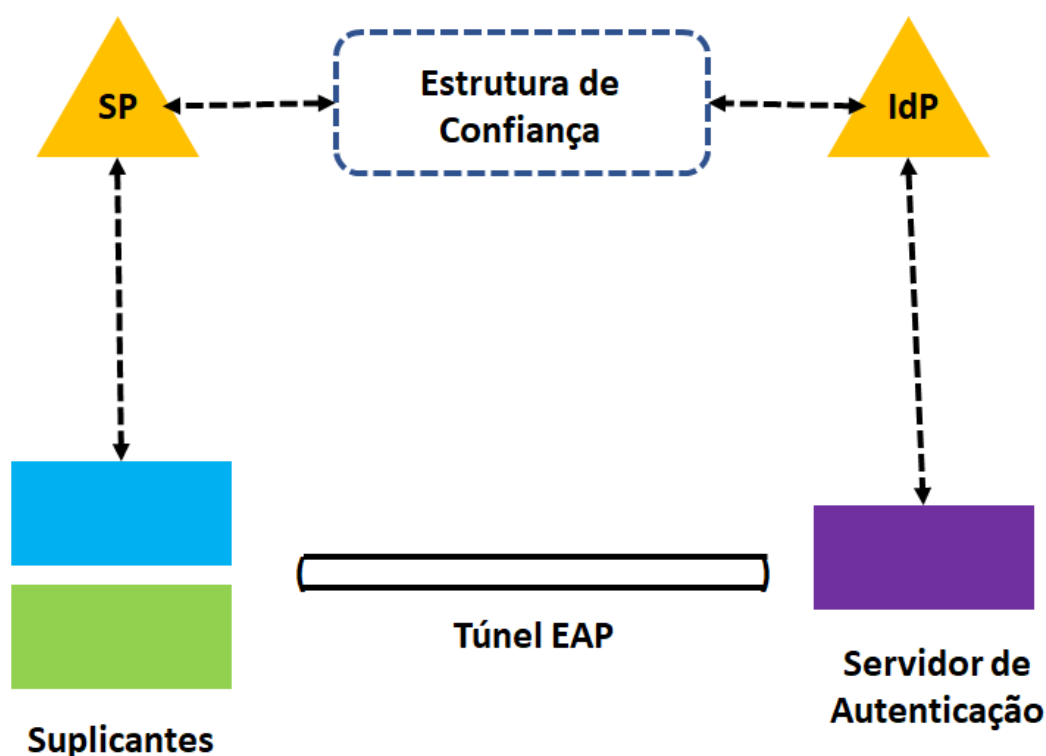 SP
Estrutura de
Confiança
IdP
Túnel EAP
Servidor de
Autenticação
Suplicantes